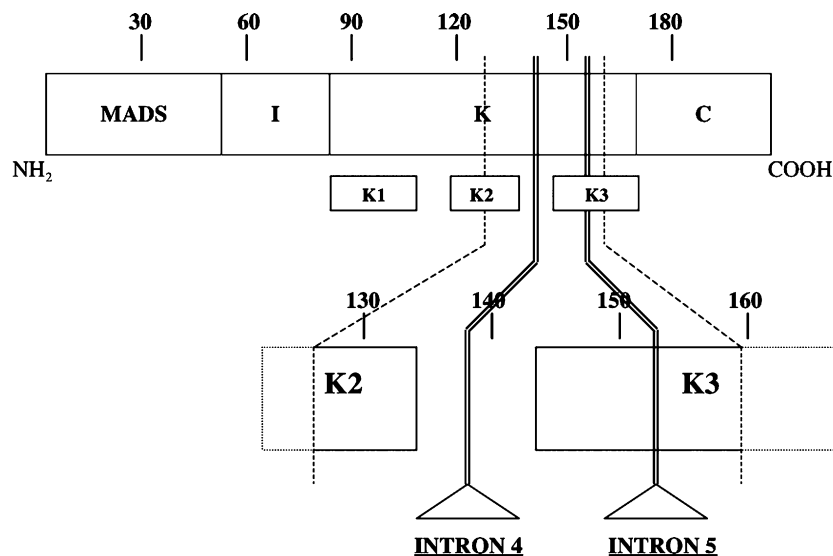 30 60 90 120 150 180
MADS I K C
NH₂ COOH
K1 K2 K3
130 140 150 160
K2 K3
INTRON 4 INTRON 5